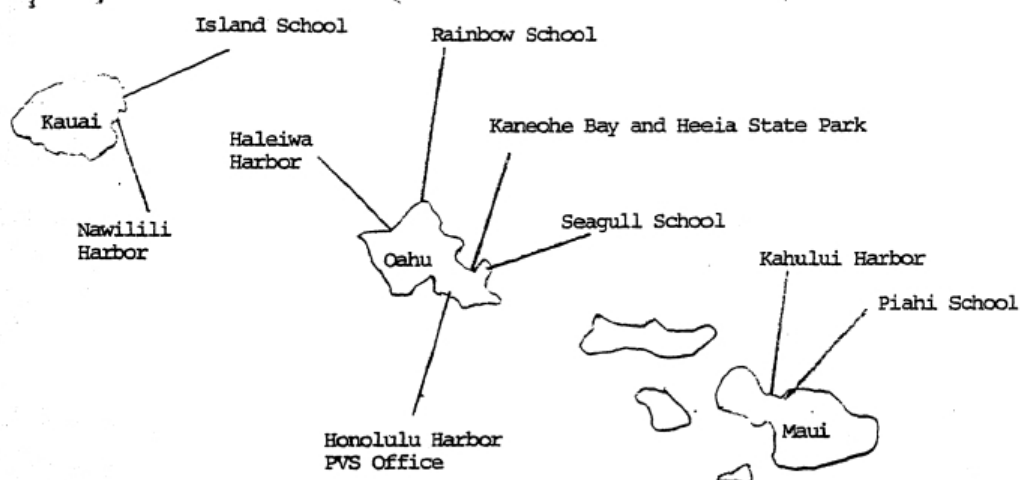 Island School
Rainbow School
Kauai
Kaneohe Bay and Heeia State Park
Haleiwa
Harbor
Nawilili
Harbor
Seagull School
Oahu
Kahului Harbor
Piahi School
Maui
Honolulu Harbor
PVS Office